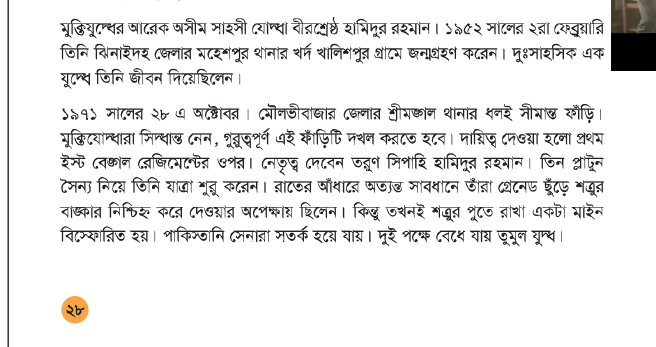 মুক্তিযুদ্ধের আরেক অসীম সাহসী যোদ্ধা বীরশ্রেষ্ঠ হামিদুর রহমান। ১৯৫২ সালের ২রা ফেব্রুয়ারি
তিনি ঝিনাইদহ জেলার মহেশপুর থানার খর্দ খালিশপুর গ্রামে জন্মগ্রহণ করেন। দুঃসাহসিক এক
যুদ্ধে তিনি জীবন দিয়েছিলেন।
১৯৭১ সালের ২৮ এ অক্টোবর। মৌলভীবাজার জেলার শ্রীমঙ্গল থানার ধলই সীমান্ত ফাঁড়ি।
মুক্তিযোদ্ধারা সিদ্ধান্ত নেন, গুরুত্বপূর্ণ এই ফাঁড়িটি দখল করতে হবে। দায়িত্ব দেওয়া হলো প্রথম
ইস্ট বেঙ্গল রেজিমেন্টের ওপর। নেতৃত্ব দেবেন তরুণ সিপাহি হামিদুর রহমান। তিন প্লাটুন
সৈন্য নিয়ে তিনি যাত্রা শুরু করেন। রাতের আঁধারে অত্যন্ত সাবধানে তাঁরা গ্রেনেড ছুঁড়ে শত্রুর
বাঙ্কার নিশ্চিহ্ন করে দেওয়ার অপেক্ষায় ছিলেন। কিন্তু তখনই শত্রুর পুতে রাখা একটা মাইন
বিস্ফোরিত হয়। পাকিস্তানি সেনারা সতর্ক হয়ে যায়। দুই পক্ষে বেধে যায় তুমুল যুদ্ধ।
২৮